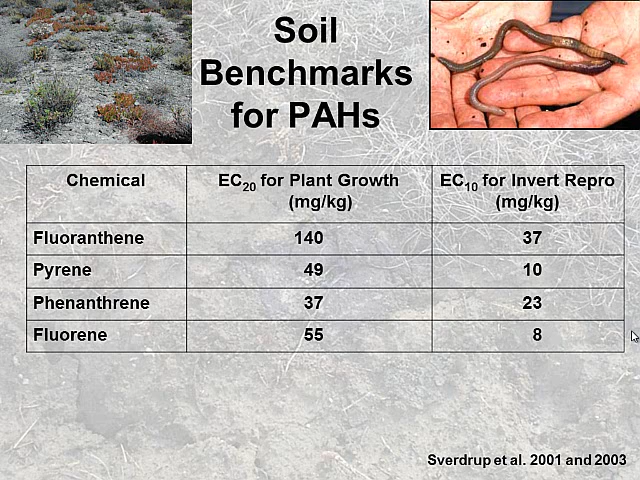 Soil
Benchmarks
for PAHs
Chemical
EC20 for Plant Growth
(mg/kg)
EC10 for Invert Repro
(mg/kg)
Fluoranthene 140 37
Pyrene 49 10
Phenanthrene 37 23
Fluorene 55 8
Sverdrup et al. 2001 and 2003